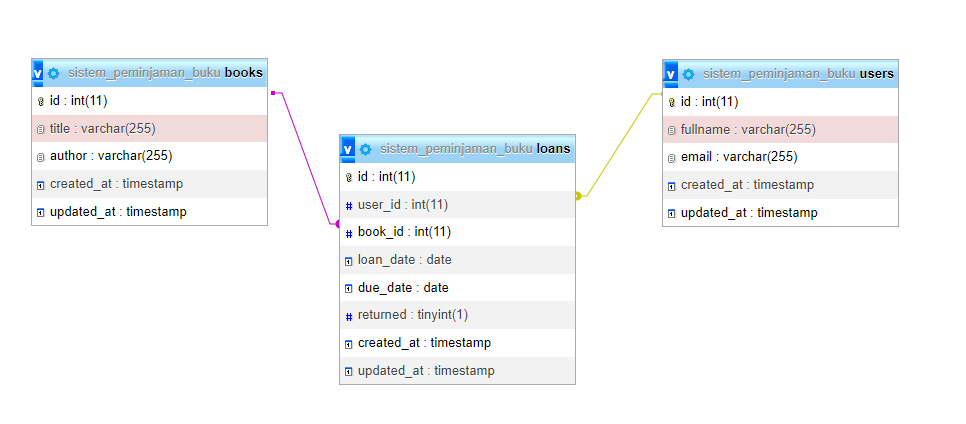 v sistem_peminjaman_buku books
id : int(11)
title : varchar(255)
author : varchar(255)
created_at : timestamp
updated_at : timestamp
v sistem_peminjaman_buku loans
id : int(11)
# user_id : int(11)
# book_id : int(11)
loan_date : date
due_date : date
# returned : tinyint(1)
created_at : timestamp
updated_at : timestamp
v sistem_peminjaman_buku users
id : int(11)
fullname : varchar(255)
email : varchar(255)
created_at : timestamp
updated_at : timestamp